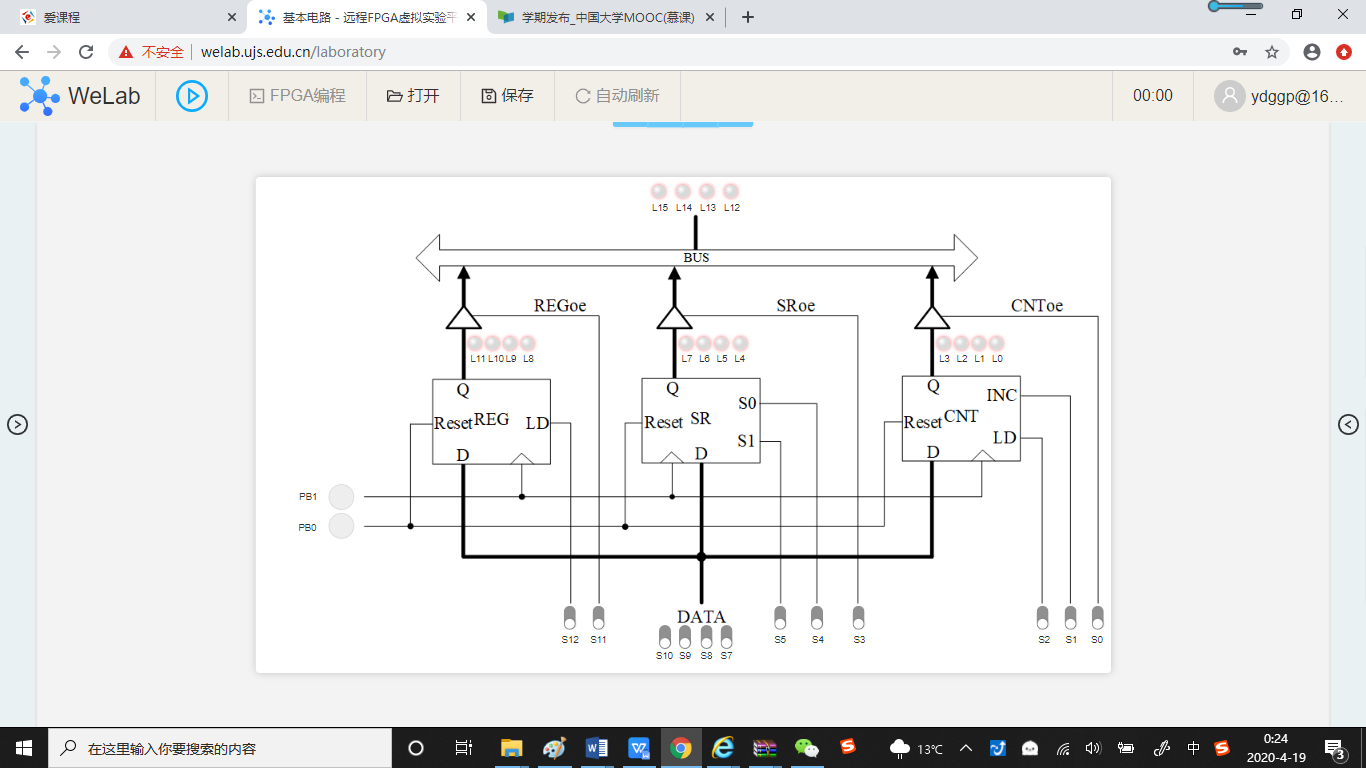 爱课程
基本电路 - 远程FPGA虚拟实验平
学期发布_中国大学MOOC(慕课)
不安全
welab.ujs.edu.cn/laboratory
WeLab
FPGA编程
打开
保存
自动刷新
00:00
ydggp@16...
L15 L14 L13 L12
BUS
REGoe SRoe CNToe
L11 L10 L9 L8 L7 L6 L5 L4 L3 L2 L1 L0
Q Q Q
INC
S0
Reset REG LD Reset SR Reset CNT
S1 LD
D D D
PB1
PB0
DATA
S12 S11 S5 S4 S3 S2 S1 S0
S10 S9 S8 S7
在这里输入你要搜索的内容
13°C
中
0:24
2020-4-19
3